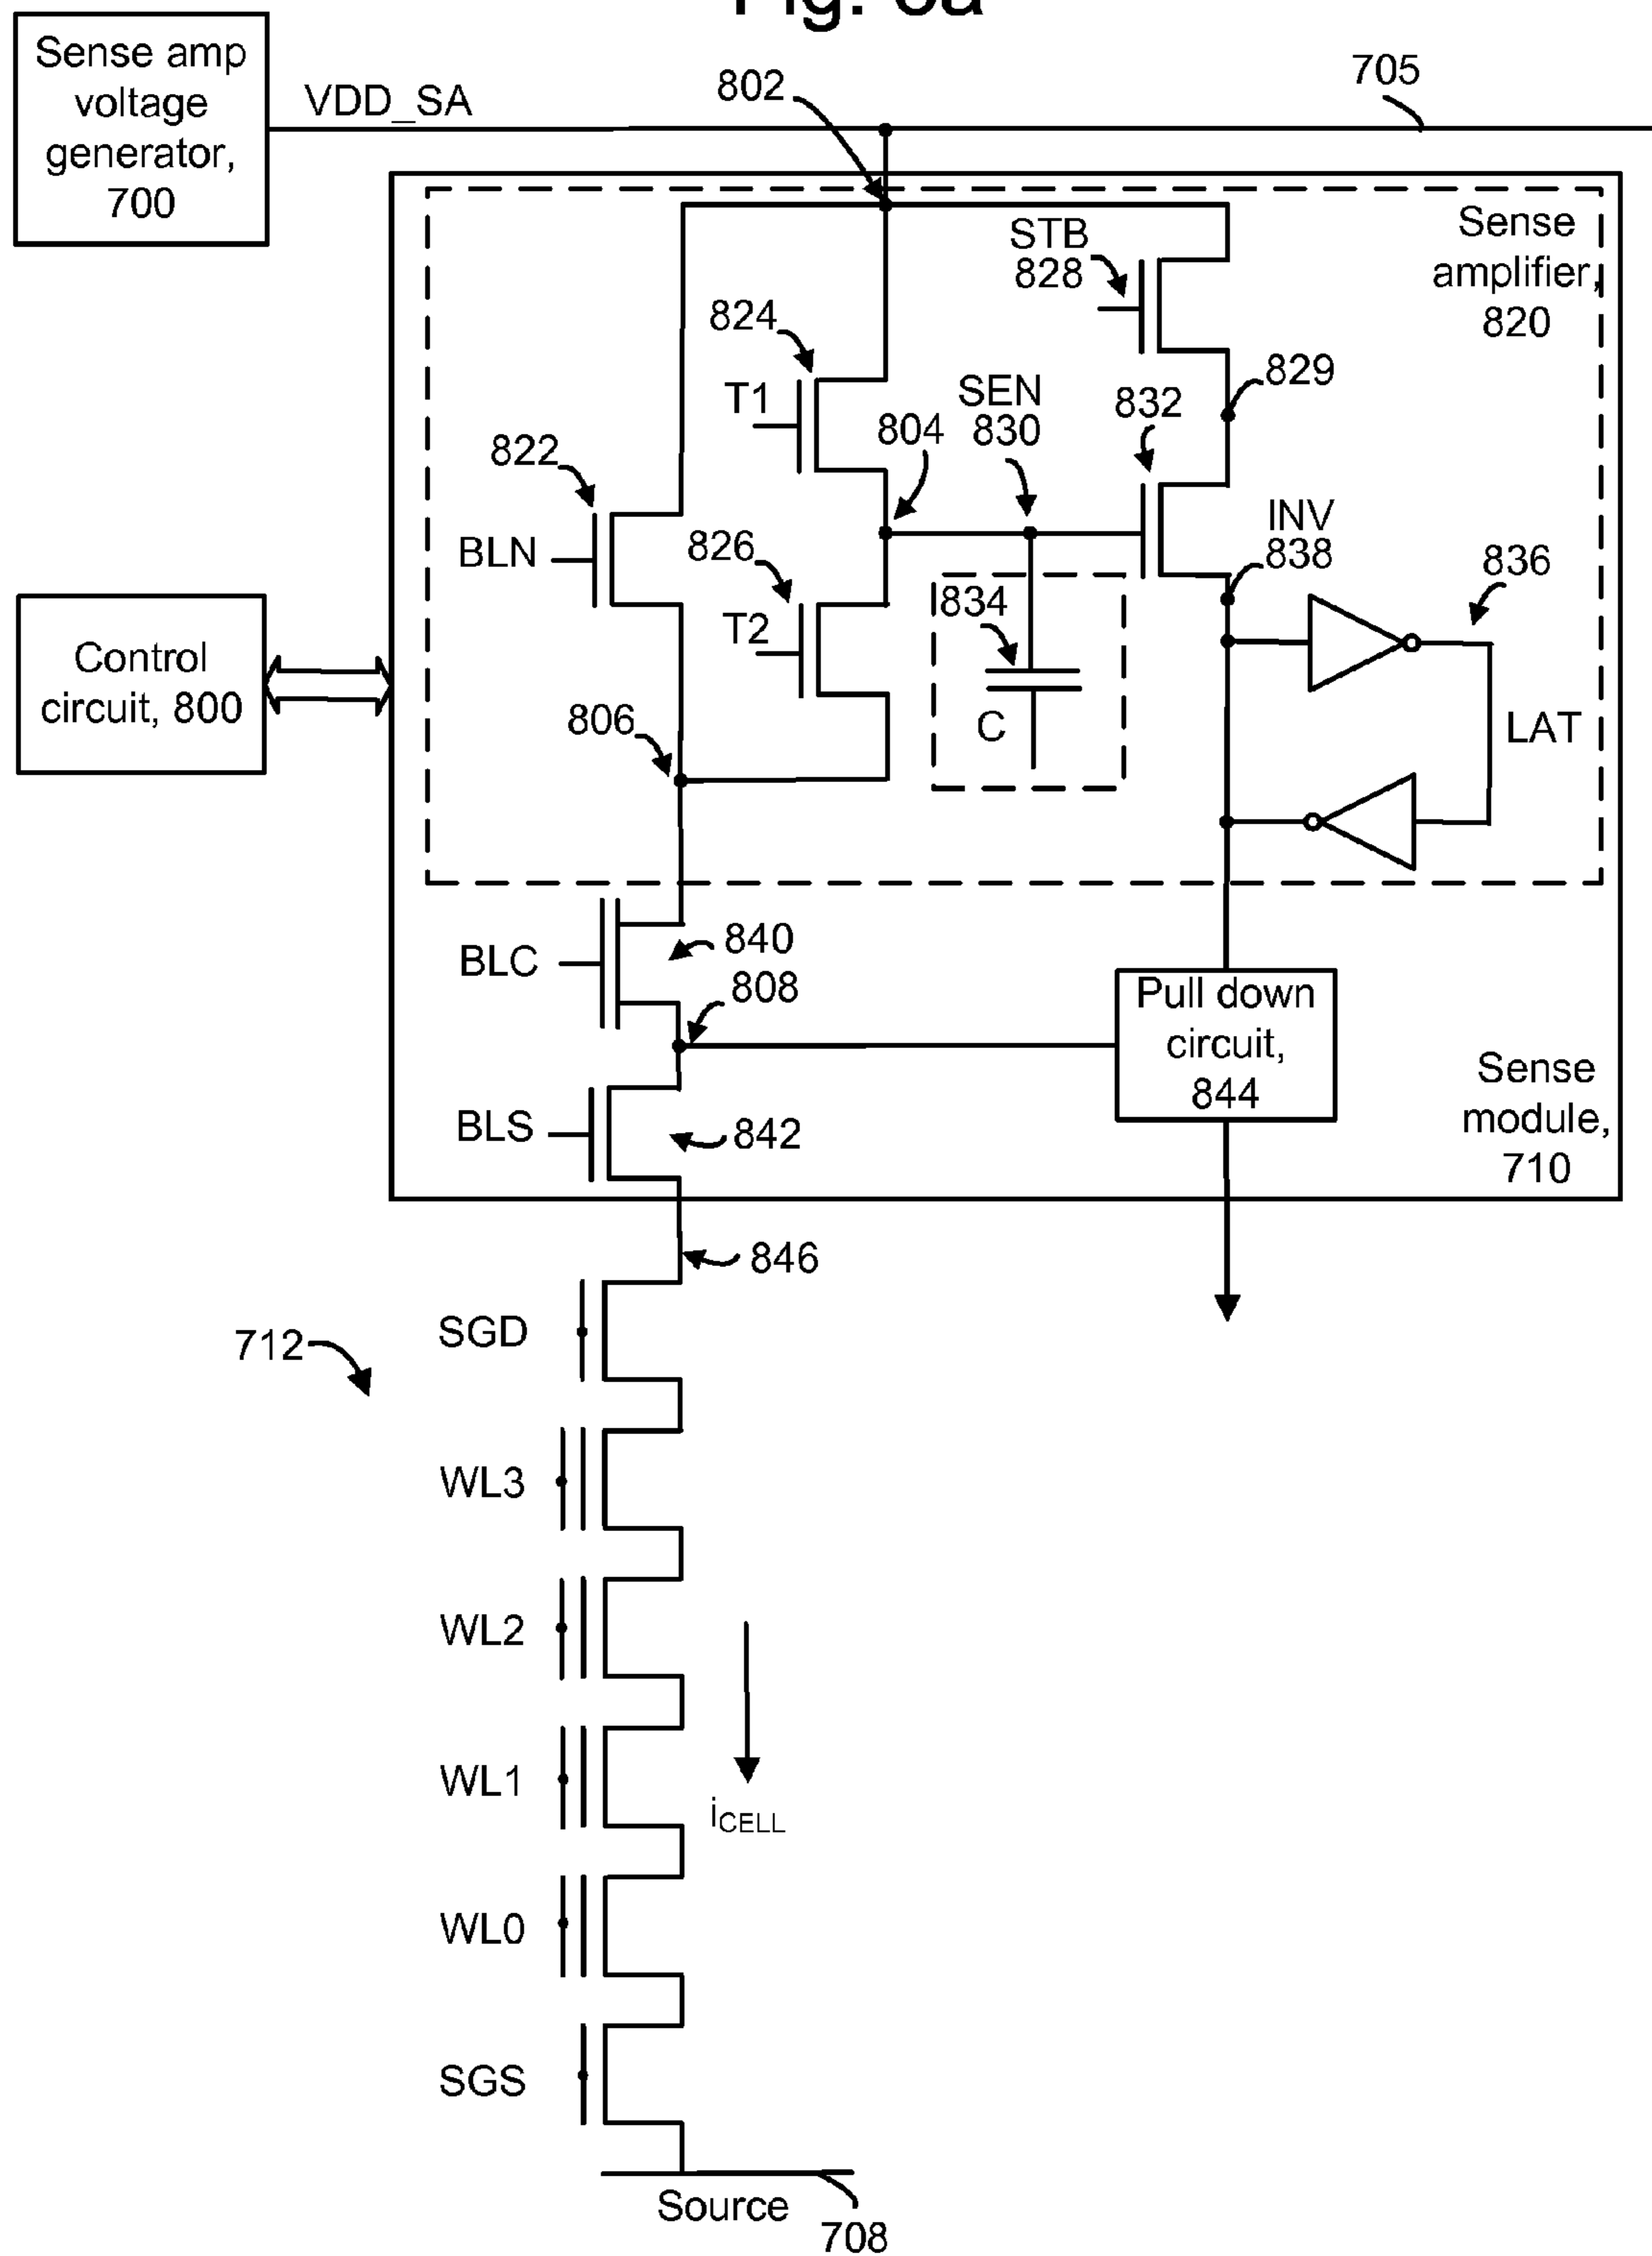 Sense amp
voltage
generator,
700
VDD_SA
802
705
Sense
amplifier,
820
STB
828
824
T1
829
SEN
830
832
804
822
BLN
826
T2
INV
838
836
834
C
LAT
Control
circuit, 800
806
BLC
840
808
Pull down
circuit,
844
BLS
842
Sense
module,
710
846
SGD
712
WL3
WL2
WL1
iCELL
WL0
SGS
Source
708